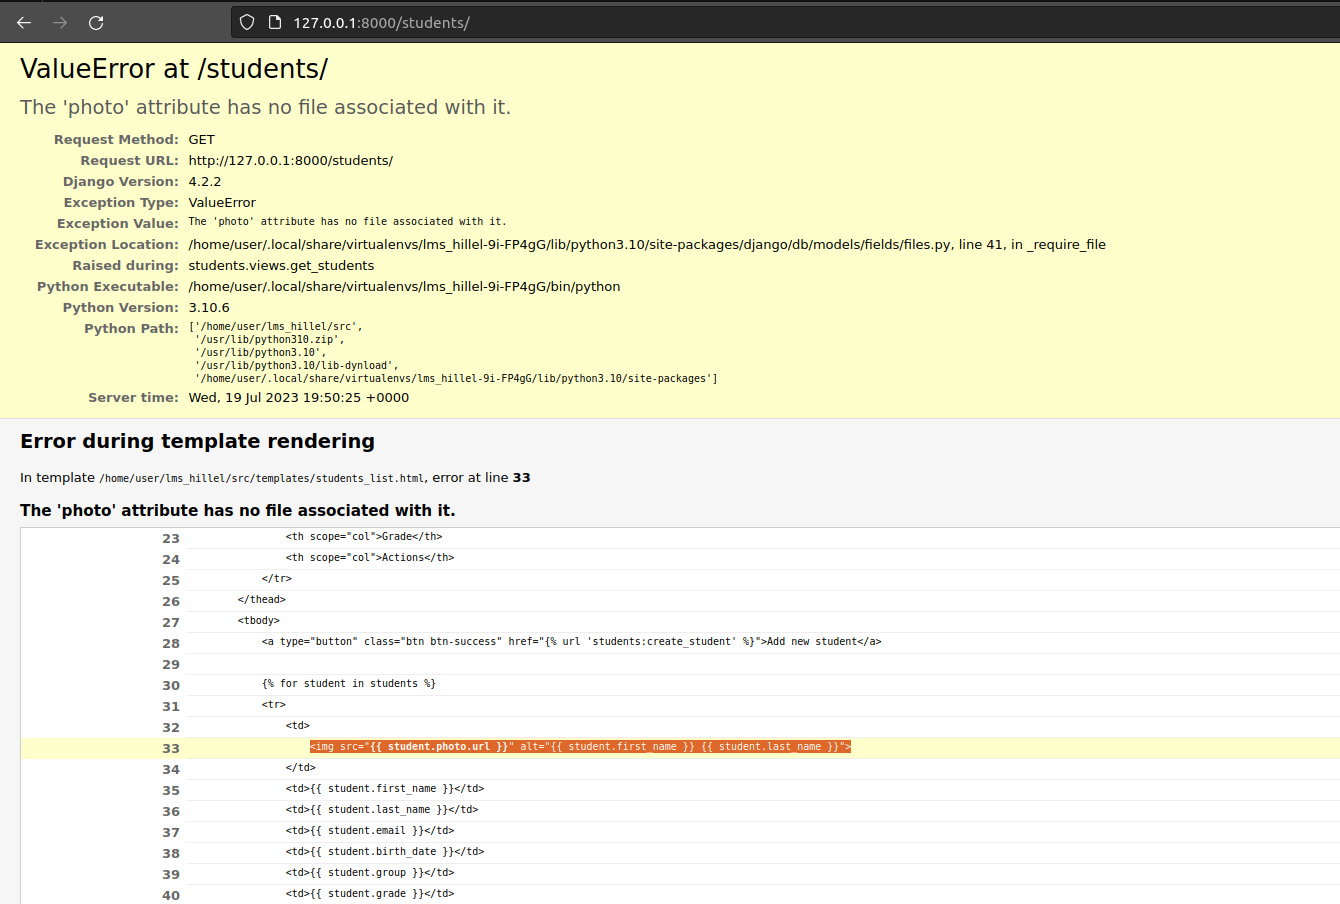 127.0.0.1:8000/students/
ValueError at /students/
The 'photo' attribute has no file associated with it.
Request Method: GET
Request URL: http://127.0.0.1:8000/students/
Django Version: 4.2.2
Exception Type: ValueError
Exception Value: The 'photo' attribute has no file associated with it.
Exception Location: /home/user/.local/share/virtualenvs/lms_hillel-9i-FP4gG/lib/python3.10/site-packages/django/db/models/fields/files.py, line 41, in _require_file
Raised during: students.views.get_students
Python Executable: /home/user/.local/share/virtualenvs/lms_hillel-9i-FP4gG/bin/python
Python Version: 3.10.6
Python Path: ['/home/user/lms_hillel/src',
'/usr/lib/python310.zip',
'/usr/lib/python3.10',
'/usr/lib/python3.10/lib-dynload',
'/home/user/.local/share/virtualenvs/lms_hillel-9i-FP4gG/lib/python3.10/site-packages']
Server time: Wed, 19 Jul 2023 19:50:25 +0000
Error during template rendering
In template /home/user/lms_hillel/src/templates/students_list.html, error at line 33
The 'photo' attribute has no file associated with it.
23 <th scope="col">Grade</th>
24 <th scope="col">Actions</th>
25 </tr>
26 </thead>
27 <tbody>
28 <a type="button" class="btn btn-success" href="{% url 'students:create_student' %}">Add new student</a>
29
30 {% for student in students %}
31 <tr>
32 <td>
33 <img src="{{ student.photo.url }}" alt="{{ student.first_name }} {{ student.last_name }}">
34 </td>
35 <td>{{ student.first_name }}</td>
36 <td>{{ student.last_name }}</td>
37 <td>{{ student.email }}</td>
38 <td>{{ student.birth_date }}</td>
39 <td>{{ student.group }}</td>
40 <td>{{ student.grade }}</td>